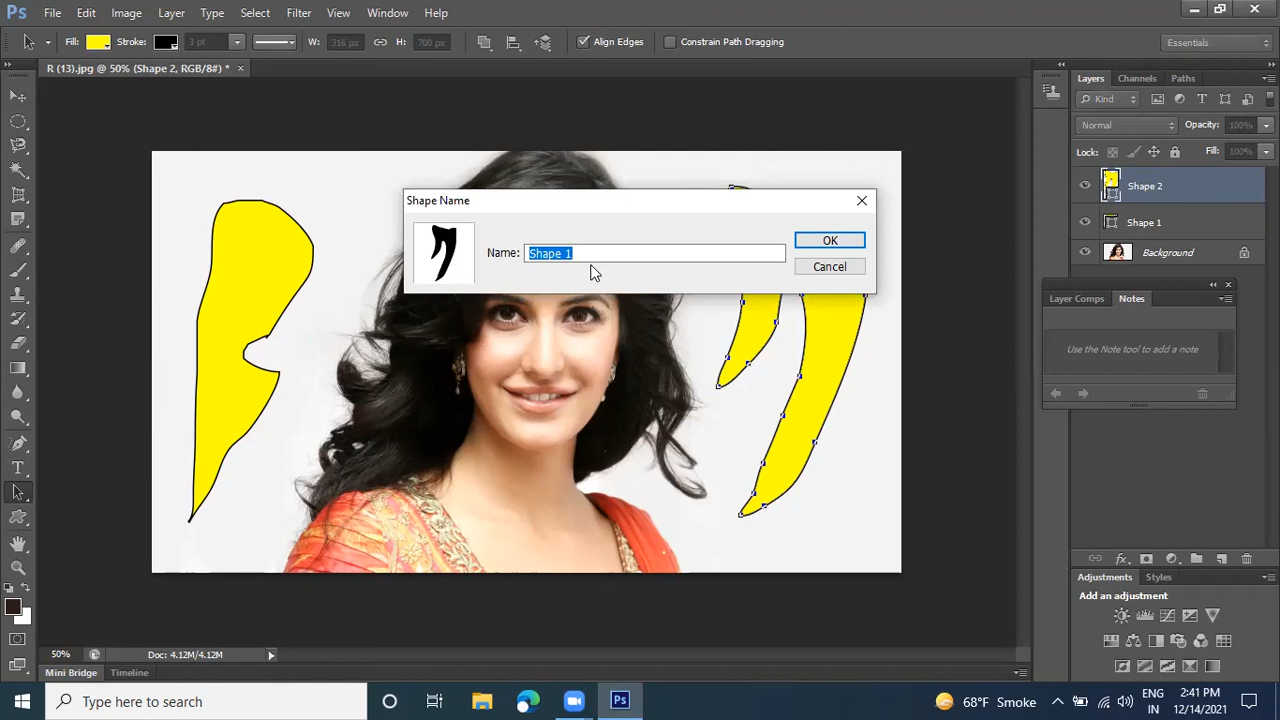 Ps File Edit Image Layer Type Select Filter View Window Help
Fill: Stroke: 3 pt W: 316 px H: 700 px Align Edges Constrain Path Dragging Essentials
R (13).jpg @ 50% (Shape 2, RGB/8#) * ×
Layers Channels Paths
Kind
Normal Opacity: 100%
Lock: Fill: 100%
Shape 2
Shape 1
Background
Shape Name
Name: Shape 1
OK
Cancel
Layer Comps Notes
Use the Note tool to add a note
Adjustments Styles
Add an adjustment
50% Doc: 4.12M/4.12M
Mini Bridge Timeline
Type here to search
Ps
68°F Smoke
ENG
IN
2:41 PM
12/14/2021